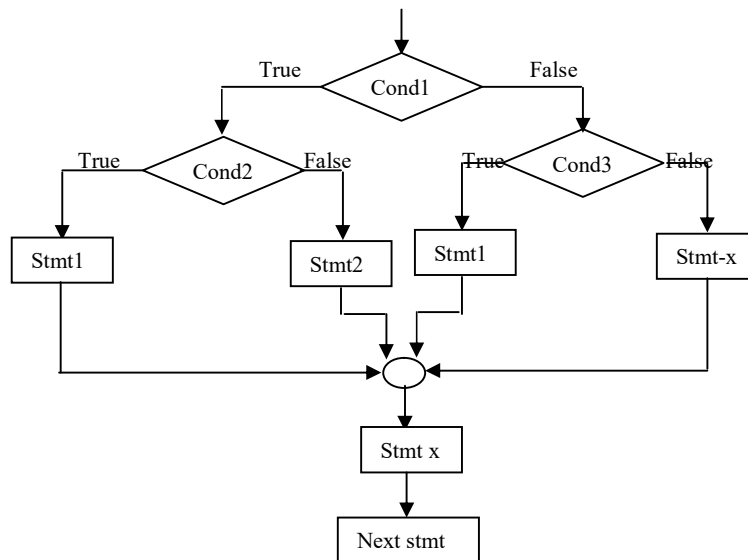 True
False
Cond1
True
Cond2
False
True
Cond3
False
Stmt1
Stmt2
Stmt1
Stmt-x
Stmt x
Next stmt